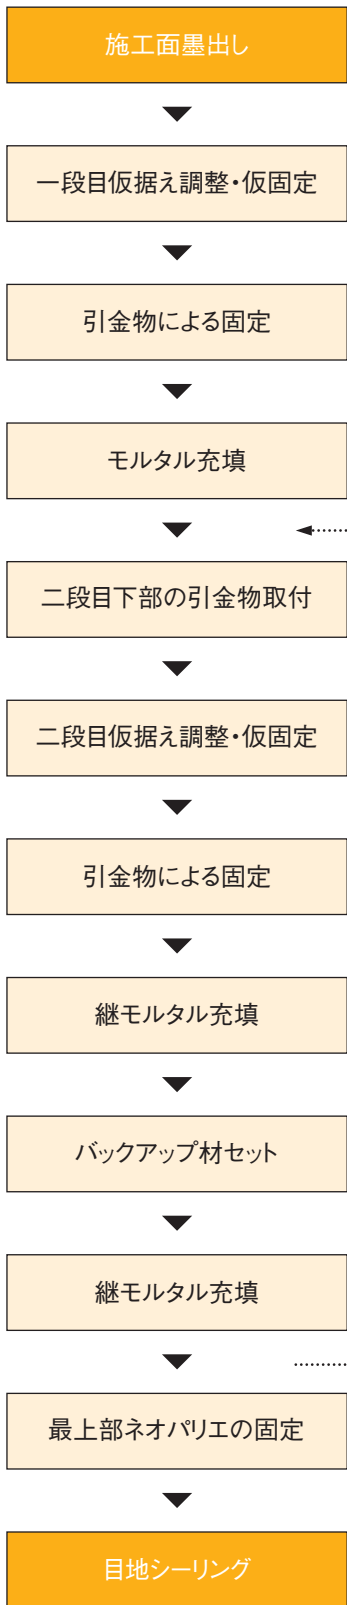 施工面墨出し
一段目仮据え調整・仮固定
引金物による固定
モルタル充填
二段目下部の引金物取付
二段目仮据え調整・仮固定
引金物による固定
継モルタル充填
バックアップ材セット
継モルタル充填
最上部ネオパリエの固定
目地シーリング